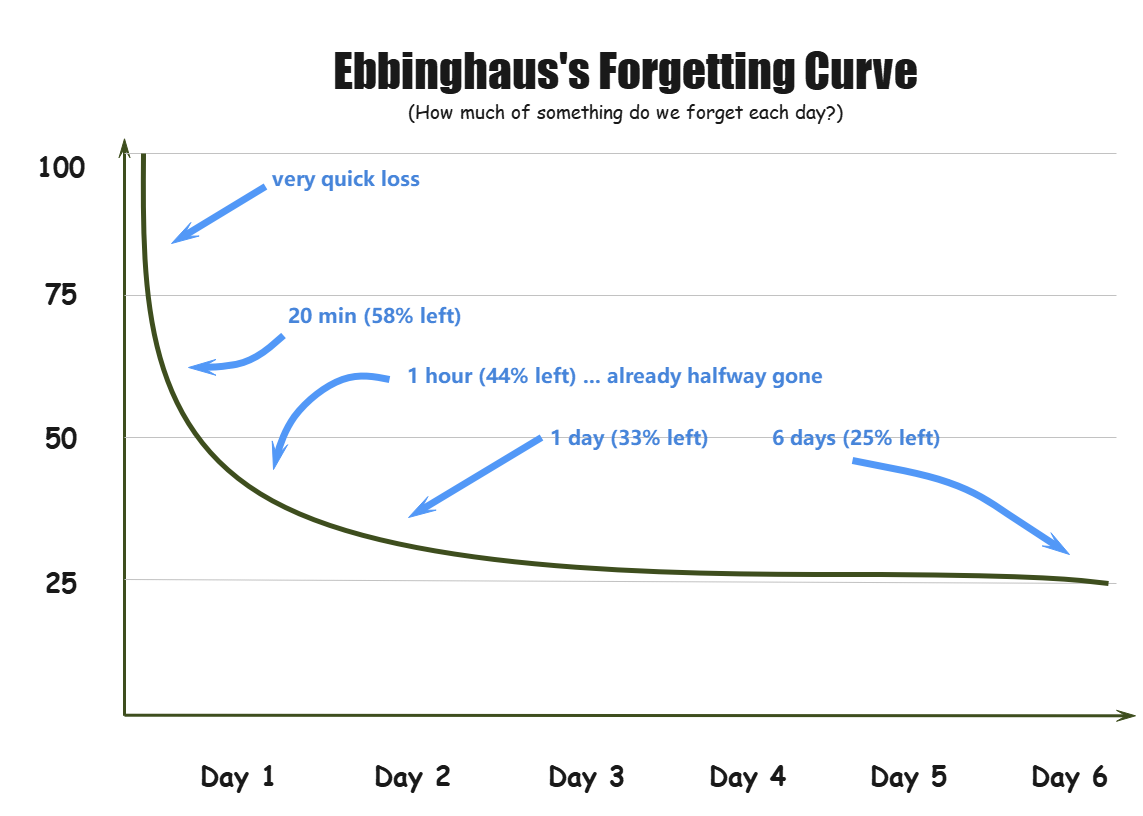 Ebbinghaus's Forgetting Curve
(How much of something do we forget each day?)
100
very quick loss
75
20 min (58% left)
1 hour (44% left) ... already halfway gone
50
1 day (33% left)
6 days (25% left)
25
Day 1
Day 2
Day 3
Day 4
Day 5
Day 6